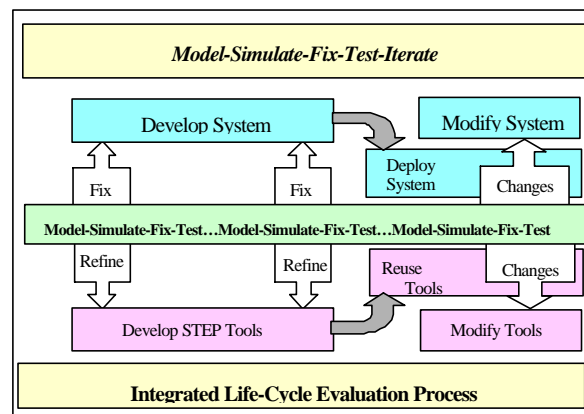 Model-Simulate-Fix-Test-Iterate
Develop System
Modify System
Deploy
System
Fix
Fix
Changes
Model-Simulate-Fix-Test…Model-Simulate-Fix-Test…Model-Simulate-Fix-Test
Refine
Refine
Reuse
Tools
Changes
Develop STEP Tools
Modify Tools
Integrated Life-Cycle Evaluation Process